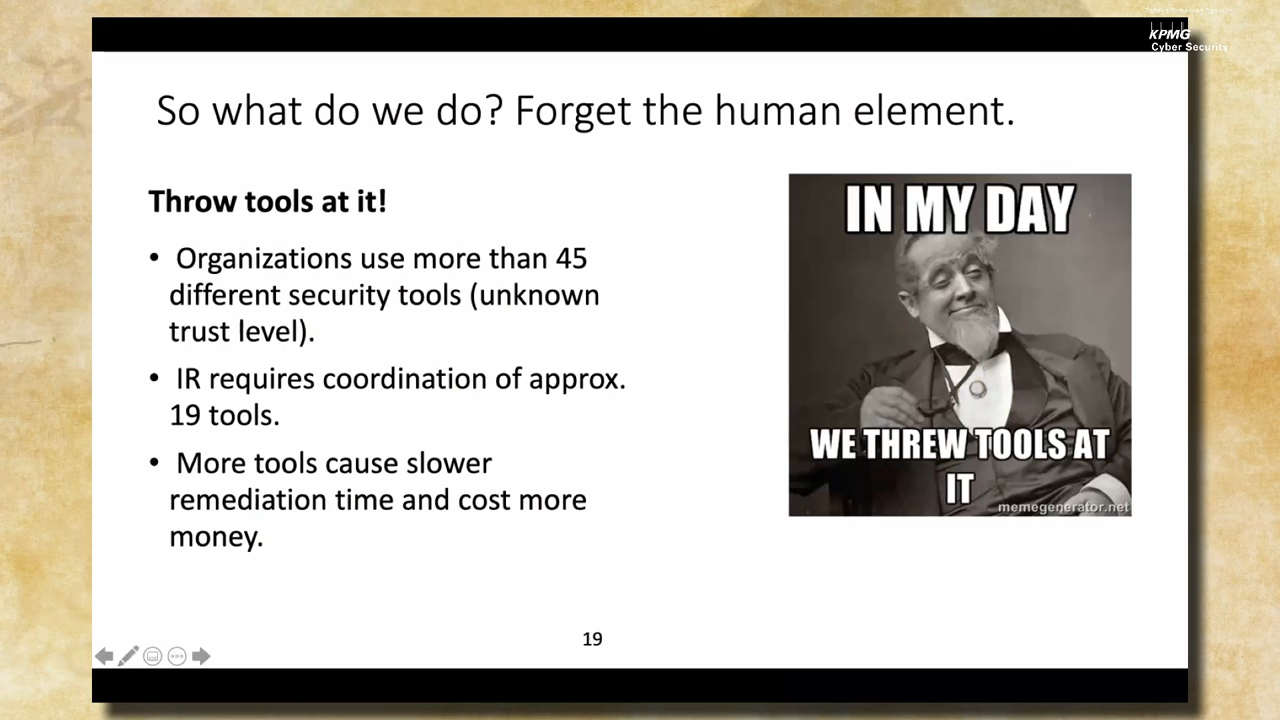 KPMG
Cyber Security
So what do we do? Forget the human element.
Throw tools at it!
• Organizations use more than 45
different security tools (unknown
trust level).
• IR requires coordination of approx.
19 tools.
• More tools cause slower
remediation time and cost more
money.
IN MY DAY
WE THREW TOOLS AT
IT
memegenerator.net
19